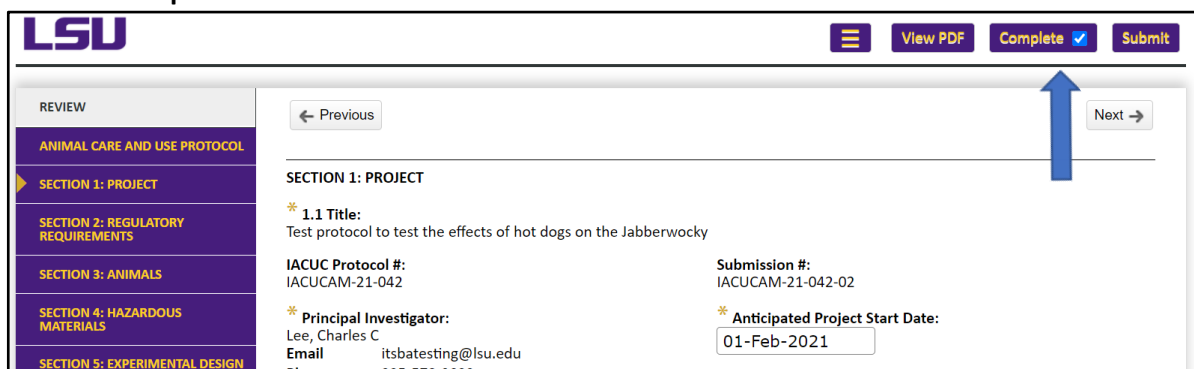 LSU
View PDF
Complete
Submit
REVIEW
ANIMAL CARE AND USE PROTOCOL
SECTION 1: PROJECT
SECTION 2: REGULATORY
REQUIREMENTS
SECTION 3: ANIMALS
SECTION 4: HAZARDOUS
MATERIALS
SECTION 5: EXPERIMENTAL DESIGN
← Previous
Next →
SECTION 1: PROJECT
* 1.1 Title:
Test protocol to test the effects of hot dogs on the Jabberwocky
IACUC Protocol #:
IACUCAM-21-042
Submission #:
IACUCAM-21-042-02
* Principal Investigator:
Lee, Charles C
Email itsbatesting@lsu.edu
* Anticipated Project Start Date:
01-Feb-2021